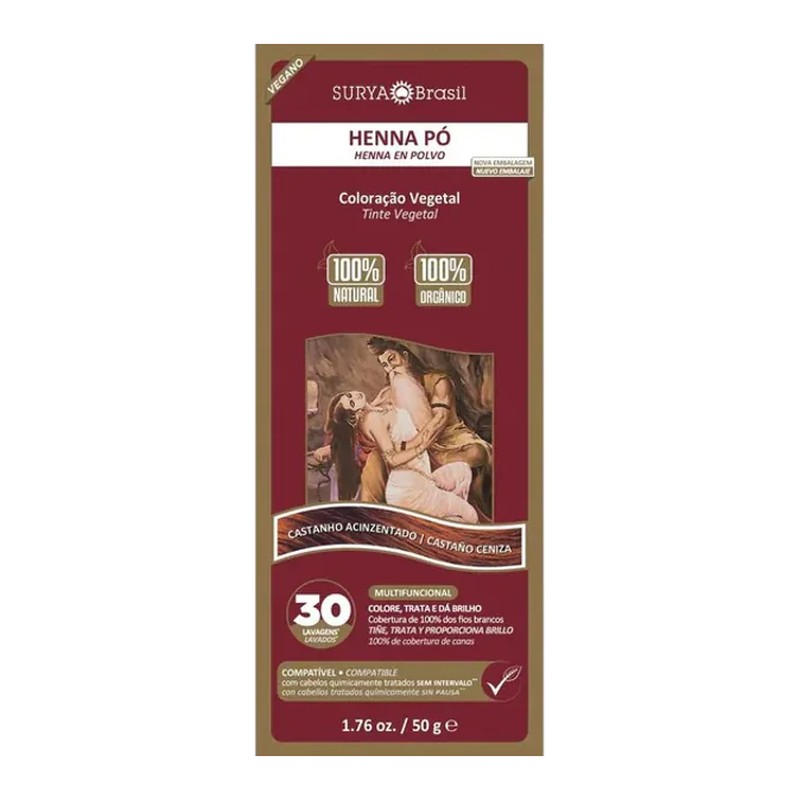 VEGANO
SURYA Brasil
HENNA PÓ
HENNA EN POLVO
NOVA EMBALAGEM
NUEVO EMBALAJE
Coloração Vegetal
Tinte Vegetal
100%
NATURAL
100%
ORGÂNICO
CASTANHO ACINZENTADO | CASTAÑO CENIZA
30
LAVAGENS*
LAVADOS*
MULTIFUNCIONAL
COLORE, TRATA E DÁ BRILHO
Cobertura de 100% dos fios brancos
TIÑE, TRATA Y PROPORCIONA BRILLO
100% de cobertura de canas
COMPATÍVEL • COMPATIBLE
com cabelos quimicamente tratados SEM INTERVALO**
con cabellos tratados químicamente SIN PAUSA**
1.76 oz. / 50 g ℮